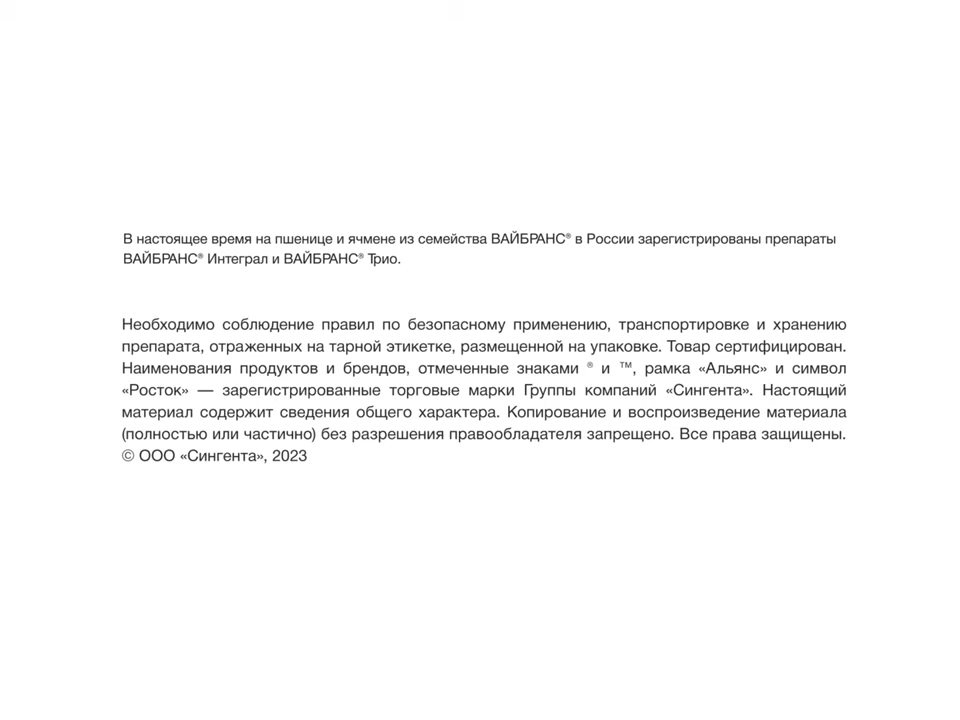 В настоящее время на пшенице и ячмене из семейства ВАЙБРАНС® в России зарегистрированы препараты
ВАЙБРАНС® Интеграл и ВАЙБРАНС® Трио.
Необходимо соблюдение правил по безопасному применению, транспортировке и хранению
препарата, отраженных на тарной этикетке, размещенной на упаковке. Товар сертифицирован.
Наименования продуктов и брендов, отмеченные знаками ® и ™, рамка «Альянс» и символ
«Росток» — зарегистрированные торговые марки Группы компаний «Сингента». Настоящий
материал содержит сведения общего характера. Копирование и воспроизведение материала
(полностью или частично) без разрешения правообладателя запрещено. Все права защищены.
© ООО «Сингента», 2023